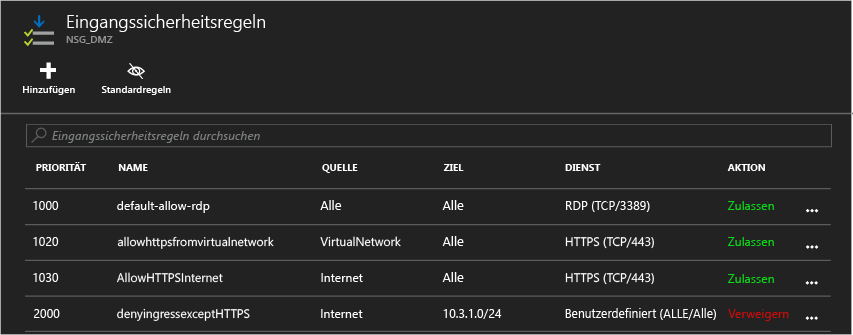 Eingangssicherheitsregeln
NSG_DMZ
Hinzufügen Standardregeln
Eingangssicherheitsregeln durchsuchen
PRIORITÄT NAME QUELLE ZIEL DIENST AKTION
1000 default-allow-rdp Alle Alle RDP (TCP/3389) Zulassen ...
1020 allowhttpsfromvirtualnetwork VirtualNetwork Alle HTTPS (TCP/443) Zulassen ...
1030 AllowHTTPSInternet Internet Alle HTTPS (TCP/443) Zulassen ...
2000 denyingressexceptHTTPS Internet 10.3.1.0/24 Benutzerdefiniert (ALLE/Alle) Verweigern ...